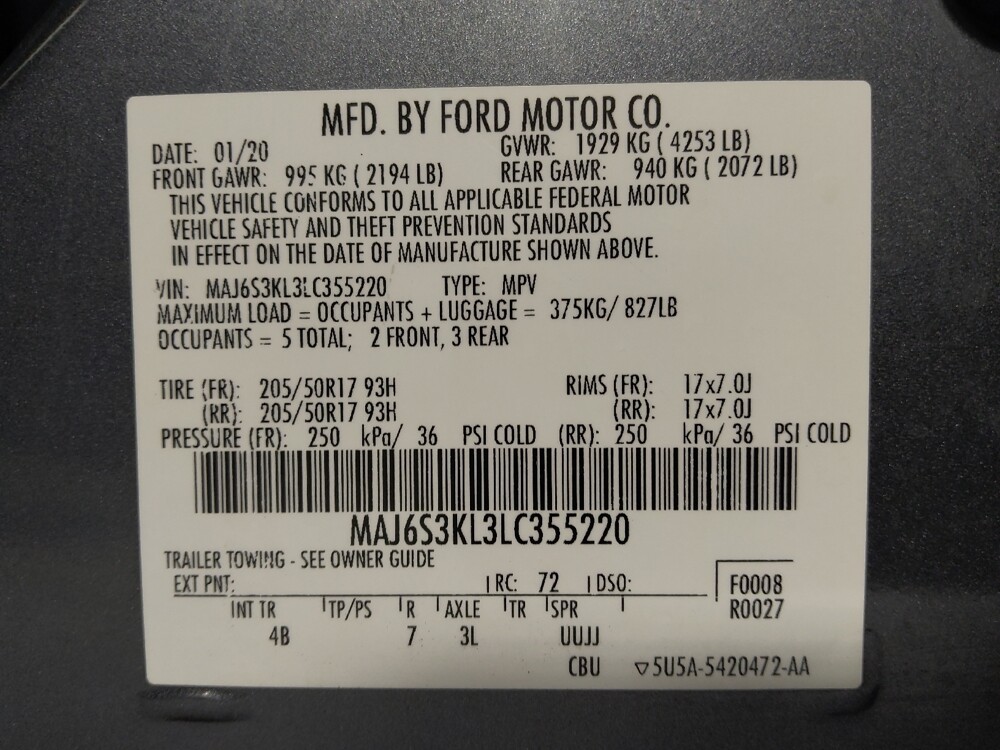 MFD. BY FORD MOTOR CO.
DATE: 01/20 GVWR: 1929 KG ( 4253 LB)
FRONT GAWR: 995 KG ( 2194 LB) REAR GAWR: 940 KG ( 2072 LB)
THIS VEHICLE CONFORMS TO ALL APPLICABLE FEDERAL MOTOR
VEHICLE SAFETY AND THEFT PREVENTION STANDARDS
IN EFFECT ON THE DATE OF MANUFACTURE SHOWN ABOVE.
VIN: MAJ6S3KL3LC355220 TYPE: MPV
MAXIMUM LOAD = OCCUPANTS + LUGGAGE = 375KG/ 827LB
OCCUPANTS = 5 TOTAL; 2 FRONT, 3 REAR
TIRE (FR): 205/50R17 93H RIMS (FR): 17x7.0J
(RR): 205/50R17 93H (RR): 17x7.0J
PRESSURE (FR): 250 kPa/ 36 PSI COLD (RR): 250 kPa/ 36 PSI COLD
MAJ6S3KL3LC355220
TRAILER TOWING - SEE OWNER GUIDE
EXT PNT: RC: 72 DSO: F0008
INT TR TP/PS R AXLE TR SPR R0027
4B 7 3L UUJJ
CBU ▽5U5A-5420472-AA